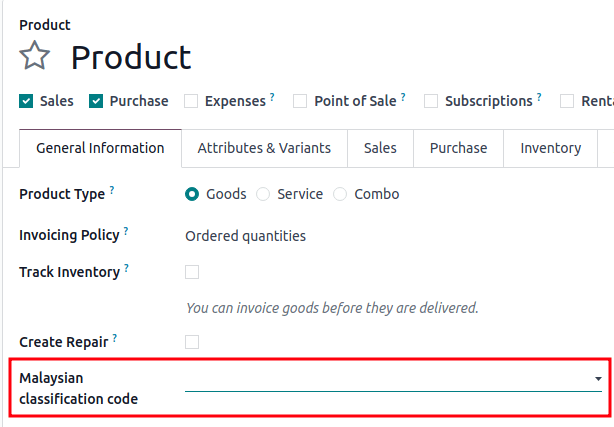 Product
Product
Sales Purchase Expenses ? Point of Sale ? Subscriptions ? Renta
General Information Attributes & Variants Sales Purchase Inventory
Product Type ? Goods Service Combo
Invoicing Policy ? Ordered quantities
Track Inventory ?
You can invoice goods before they are delivered.
Create Repair ?
Malaysian
classification code